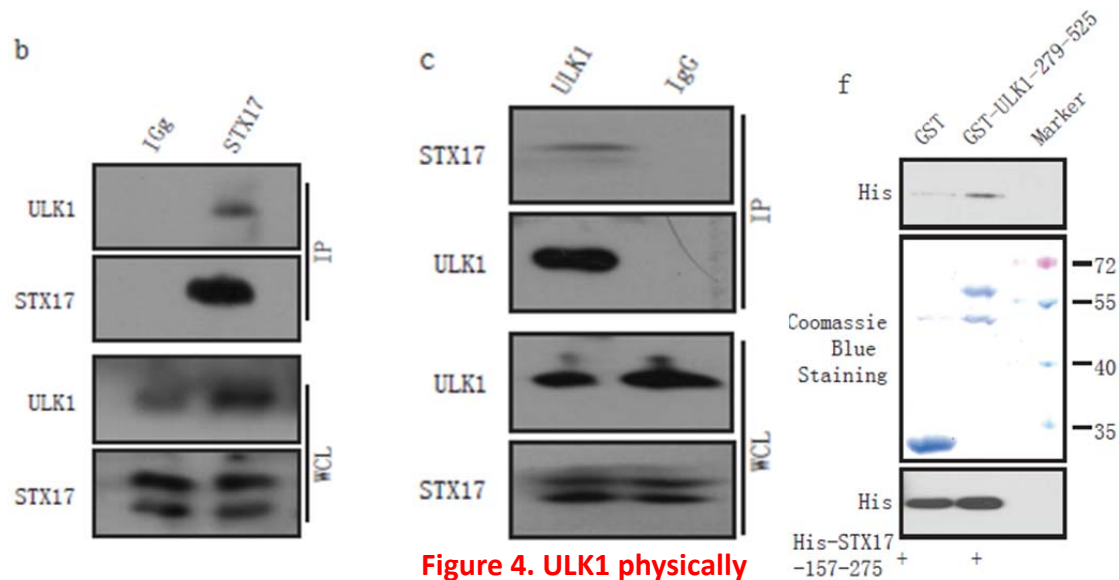 b
IGg
STX17
ULK1
STX17
IP
ULK1
STX17
WCL
c
ULK1
IgG
STX17
ULK1
IP
ULK1
STX17
WCL
f
GST
GST-ULK1-279-525
Marker
His
Coomassie
Blue
Staining
72
55
40
35
His
His-STX17
-157-275
+ +
Figure 4. ULK1 physically